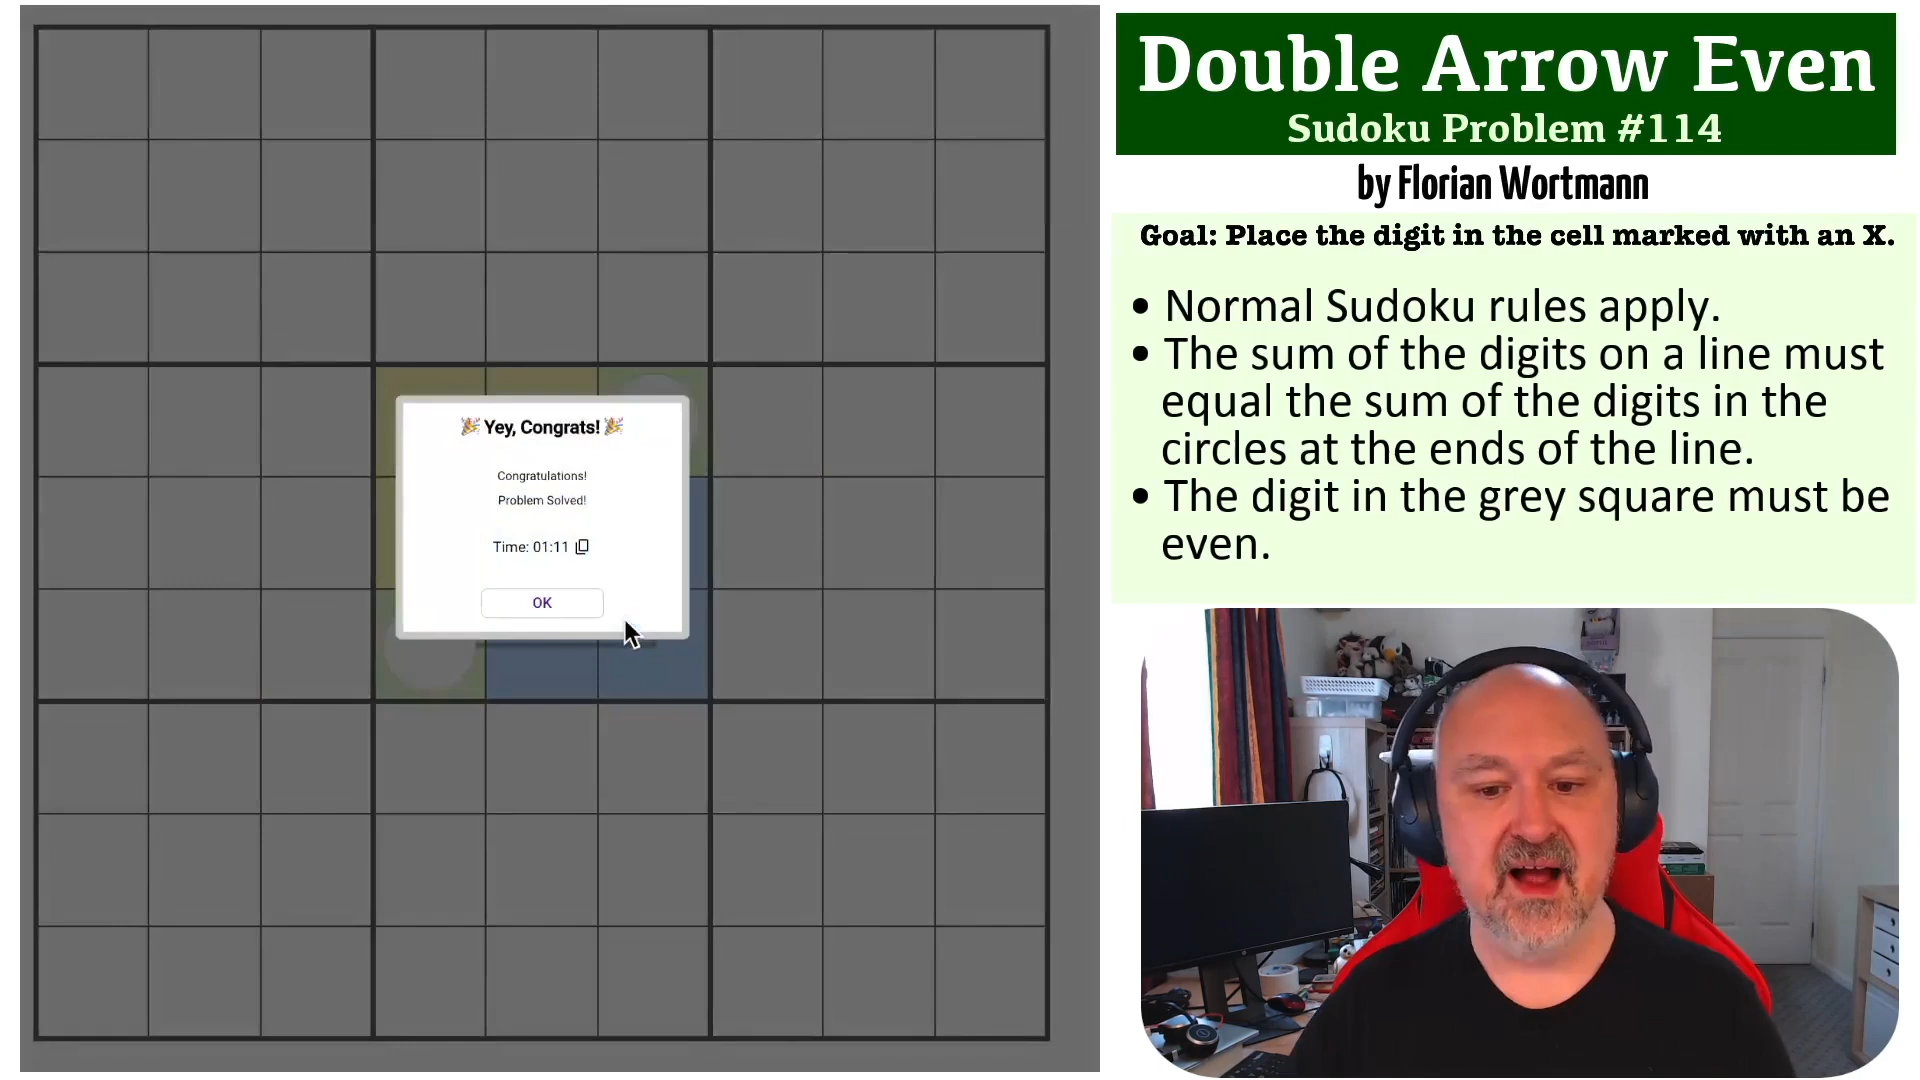 Double Arrow Even
Sudoku Problem #114
by Florian Wortmann
Goal: Place the digit in the cell marked with an X.
• Normal Sudoku rules apply.
• The sum of the digits on a line must
equal the sum of the digits in the
circles at the ends of the line.
• The digit in the grey square must be
even.
🎉 Yey, Congrats! 🎉
Congratulations!
Problem Solved!
Time: 01:11
OK